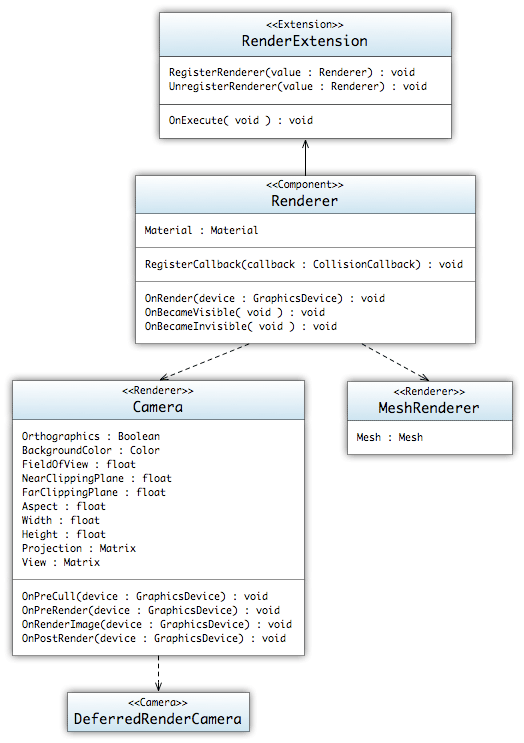 <<Extension>>
RenderExtension
RegisterRenderer(value : Renderer) : void
UnregisterRenderer(value : Renderer) : void
OnExecute( void ) : void
<<Component>>
Renderer
Material : Material
RegisterCallback(callback : CollisionCallback) : void
OnRender(device : GraphicsDevice) : void
OnBecameVisible( void ) : void
OnBecameInvisible( void ) : void
<<Renderer>>
Camera
Orthographics : Boolean
BackgroundColor : Color
FieldOfView : float
NearClippingPlane : float
FarClippingPlane : float
Aspect : float
Width : float
Height : float
Projection : Matrix
View : Matrix
OnPreCull(device : GraphicsDevice) : void
OnPreRender(device : GraphicsDevice) : void
OnRenderImage(device : GraphicsDevice) : void
OnPostRender(device : GraphicsDevice) : void
<<Renderer>>
MeshRenderer
Mesh : Mesh
<<Camera>>
DeferredRenderCamera